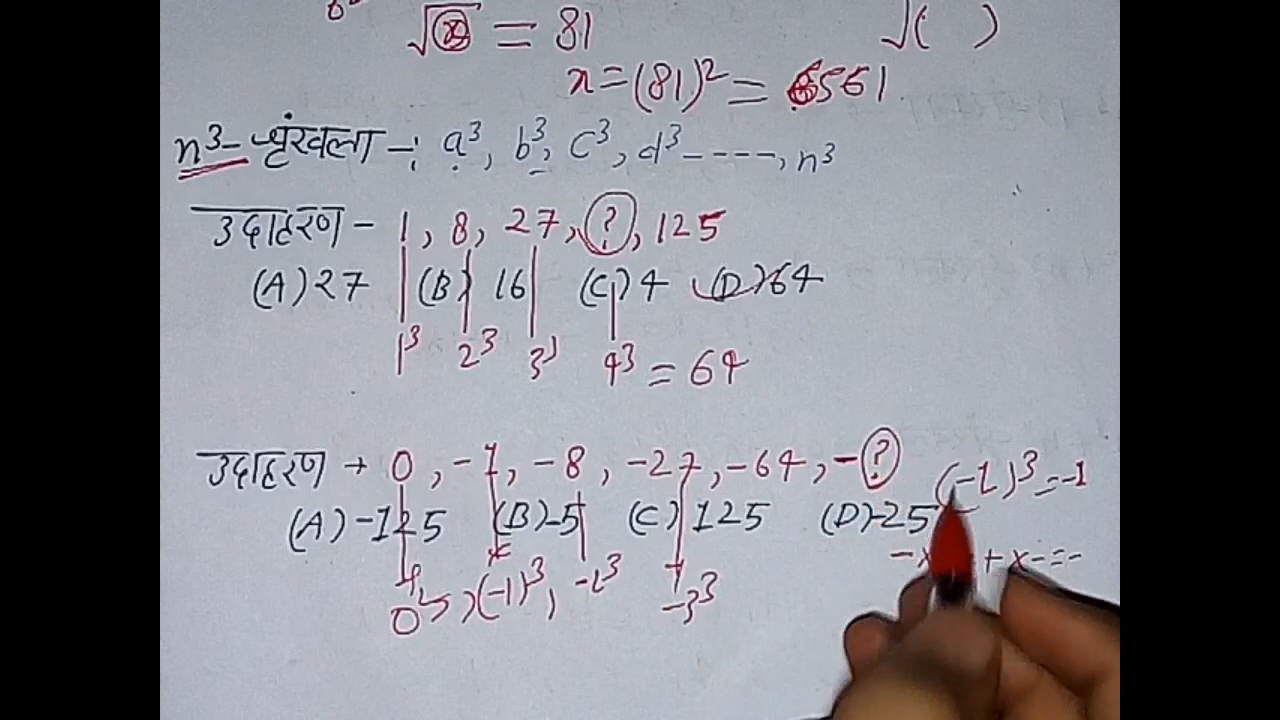 √x = 81 √( )
x = (81)² = 6561
n³ - श्रृंखला -: a³, b³, c³, d³ ----, n³
उदाहरण - 1, 8, 27, ?, 125
(A) 27 (B) 16 (C) 4 (D) 64
1³ 2³ 3³ 4³ = 64
उदाहरण → 0, -1, -8, -27, -64, -? (-1)³ = -1
(A) -125 (B) -5 (C) 125 (D) -25
+ x - = -
0³, (-1)³, -2³ -3³